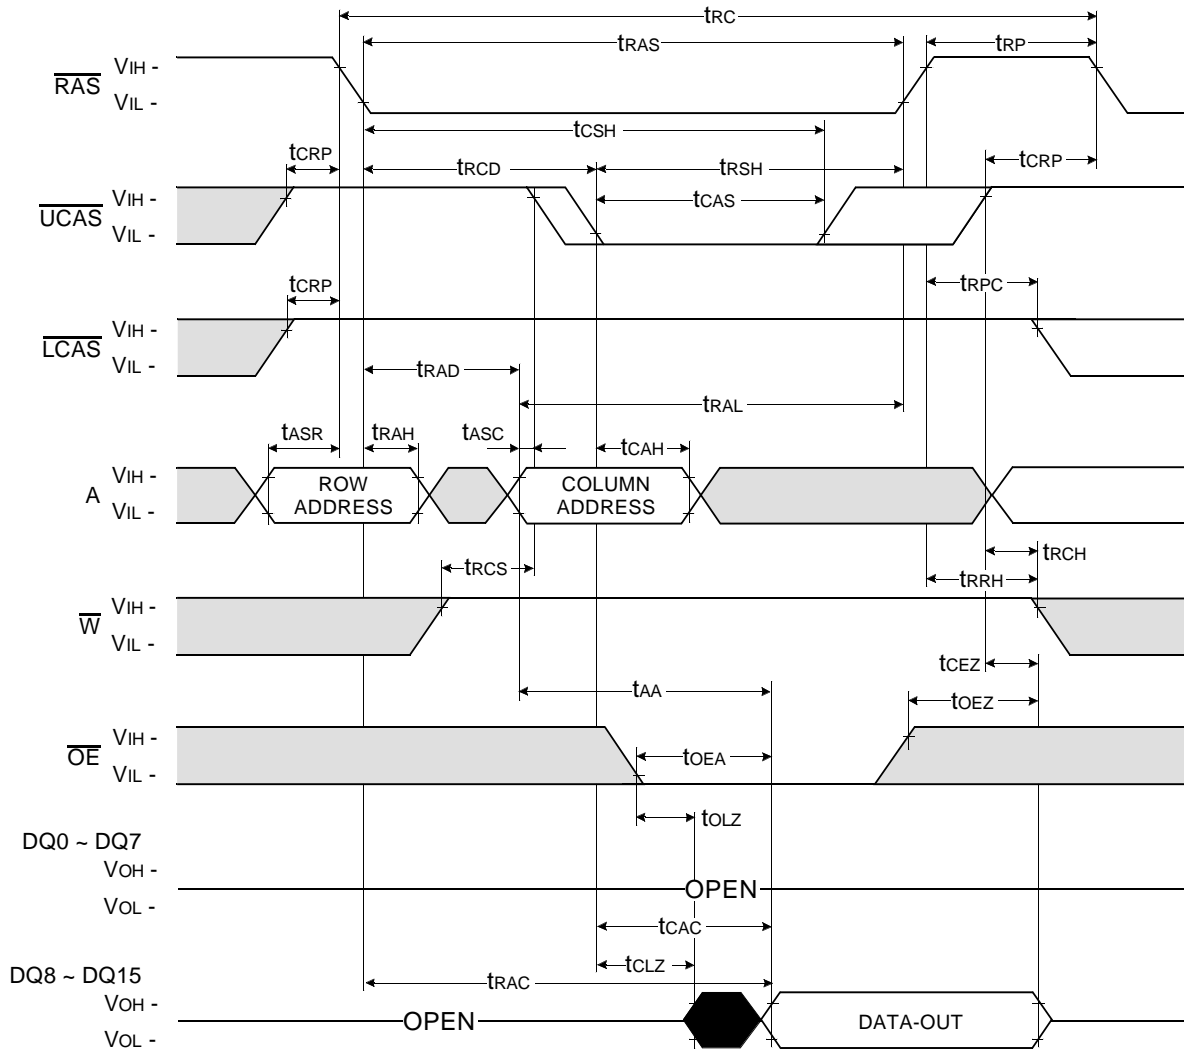 tRC
tRAS
tRP
RAS
VIH -
VIL -
tCSH
tCRP
tRCD
tRSH
tCRP
UCAS
VIH -
VIL -
tCAS
tRPC
tCRP
LCAS
VIH -
VIL -
tRAD
tRAL
tASR
tRAH
tASC
tCAH
A
VIH -
VIL -
ROW
ADDRESS
COLUMN
ADDRESS
tRCS
tRCH
tRRH
W
VIH -
VIL -
tCEZ
tAA
tOEZ
OE
VIH -
VIL -
tOEA
tOLZ
DQ0 ~ DQ7
VOH -
VOL -
OPEN
tCAC
tCLZ
DQ8 ~ DQ15
tRAC
VOH -
VOL -
OPEN
DATA-OUT